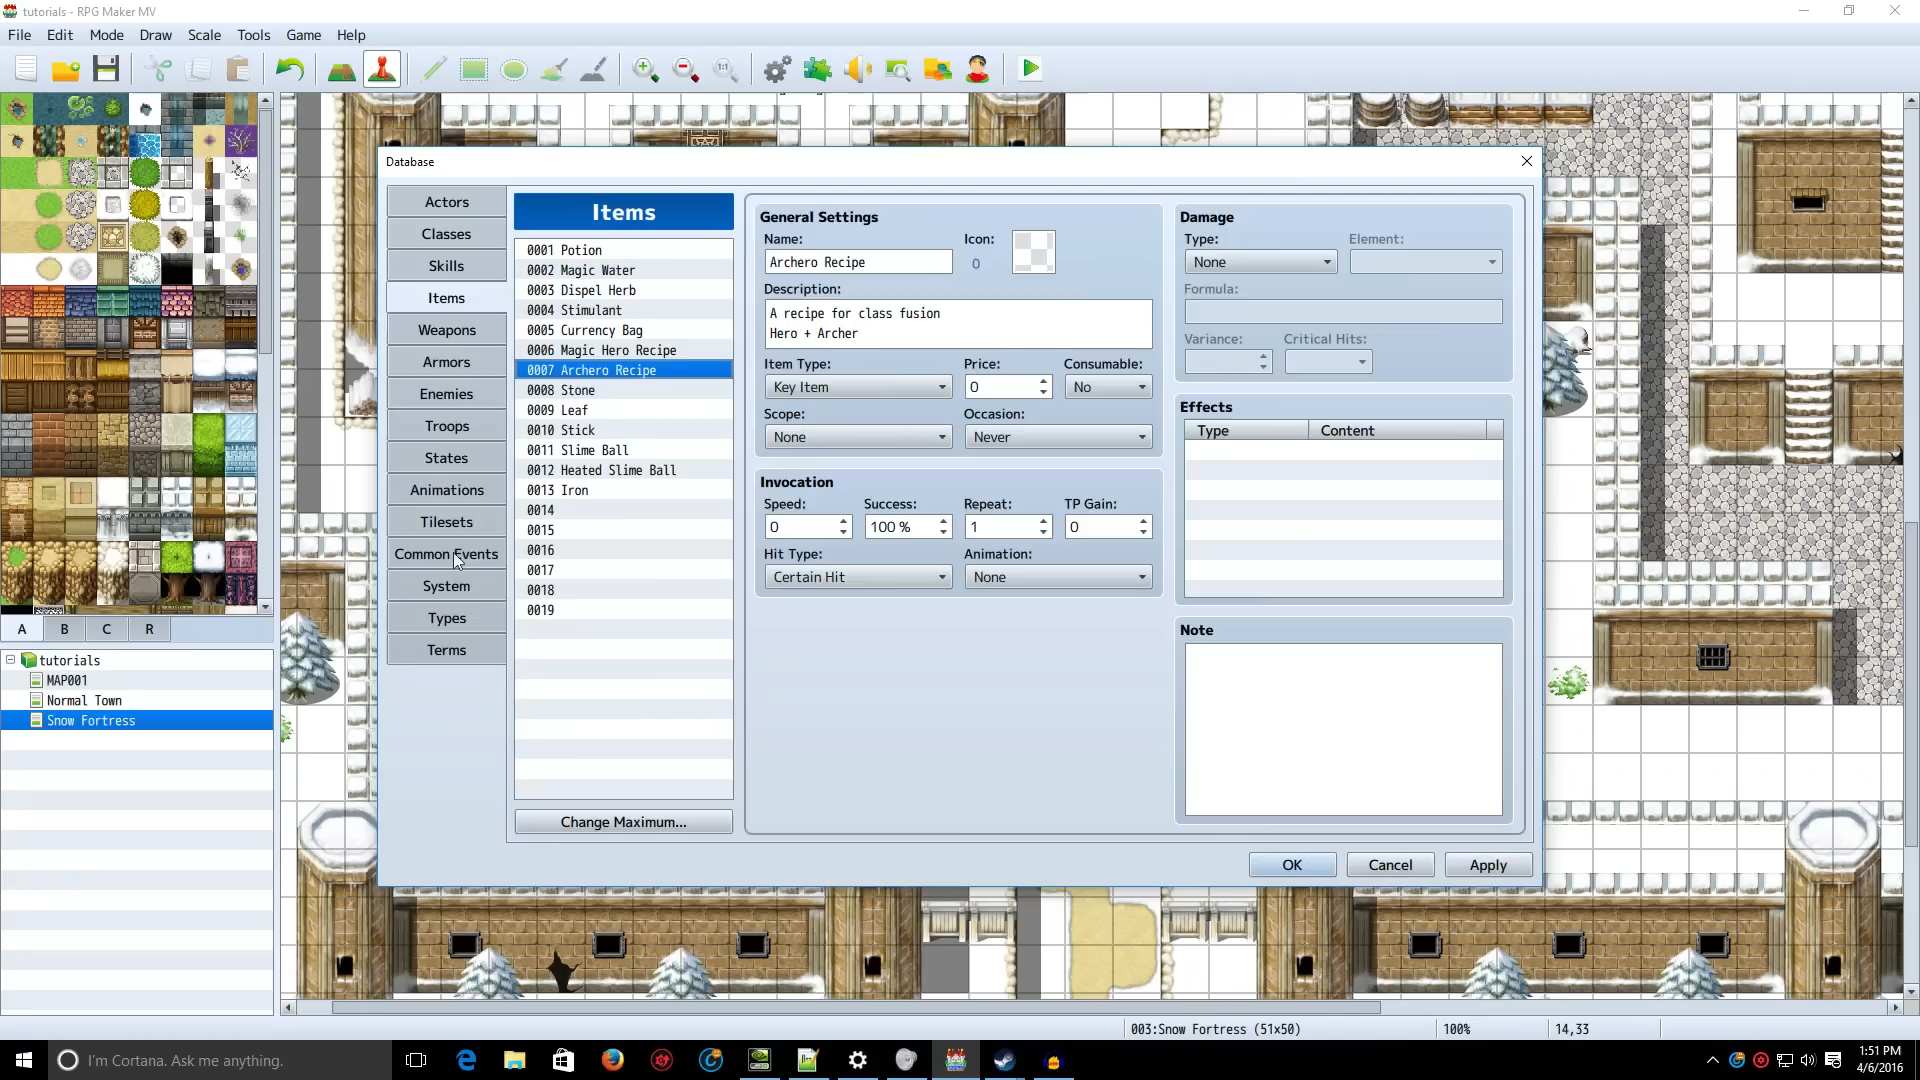 tutorials - RPG Maker MV
File Edit Mode Draw Scale Tools Game Help
1:1
Database
Actors
Classes
Skills
Items
Weapons
Armors
Enemies
Troops
States
Animations
Tilesets
Common Events
System
Types
Terms
Items
0001 Potion
0002 Magic Water
0003 Dispel Herb
0004 Stimulant
0005 Currency Bag
0006 Magic Hero Recipe
0007 Archero Recipe
0008 Stone
0009 Leaf
0010 Stick
0011 Slime Ball
0012 Heated Slime Ball
0013 Iron
0014
0015
0016
0017
0018
0019
Change Maximum...
General Settings
Name: Icon:
Archero Recipe 0
Description:
A recipe for class fusion
Hero + Archer
Item Type: Price: Consumable:
Key Item 0 No
Scope: Occasion:
None Never
Invocation
Speed: Success: Repeat: TP Gain:
0 100 % 1 0
Hit Type: Animation:
Certain Hit None
Damage
Type: Element:
None
Formula:
Variance: Critical Hits:
Effects
Type Content
Note
OK Cancel Apply
A B C R
tutorials
MAP001
Normal Town
Snow Fortress
003:Snow Fortress (51x50) 100% 14,33
I'm Cortana. Ask me anything.
1:51 PM
4/6/2016